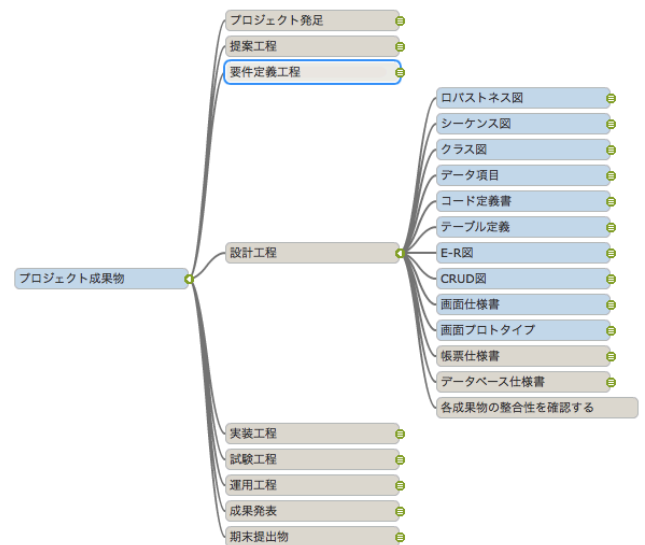 プロジェクト成果物
プロジェクト発足
提案工程
要件定義工程
設計工程
ロバストネス図
シーケンス図
クラス図
データ項目
コード定義書
テーブル定義
E-R図
CRUD図
画面仕様書
画面プロトタイプ
帳票仕様書
データベース仕様書
各成果物の整合性を確認する
実装工程
試験工程
運用工程
成果発表
期末提出物